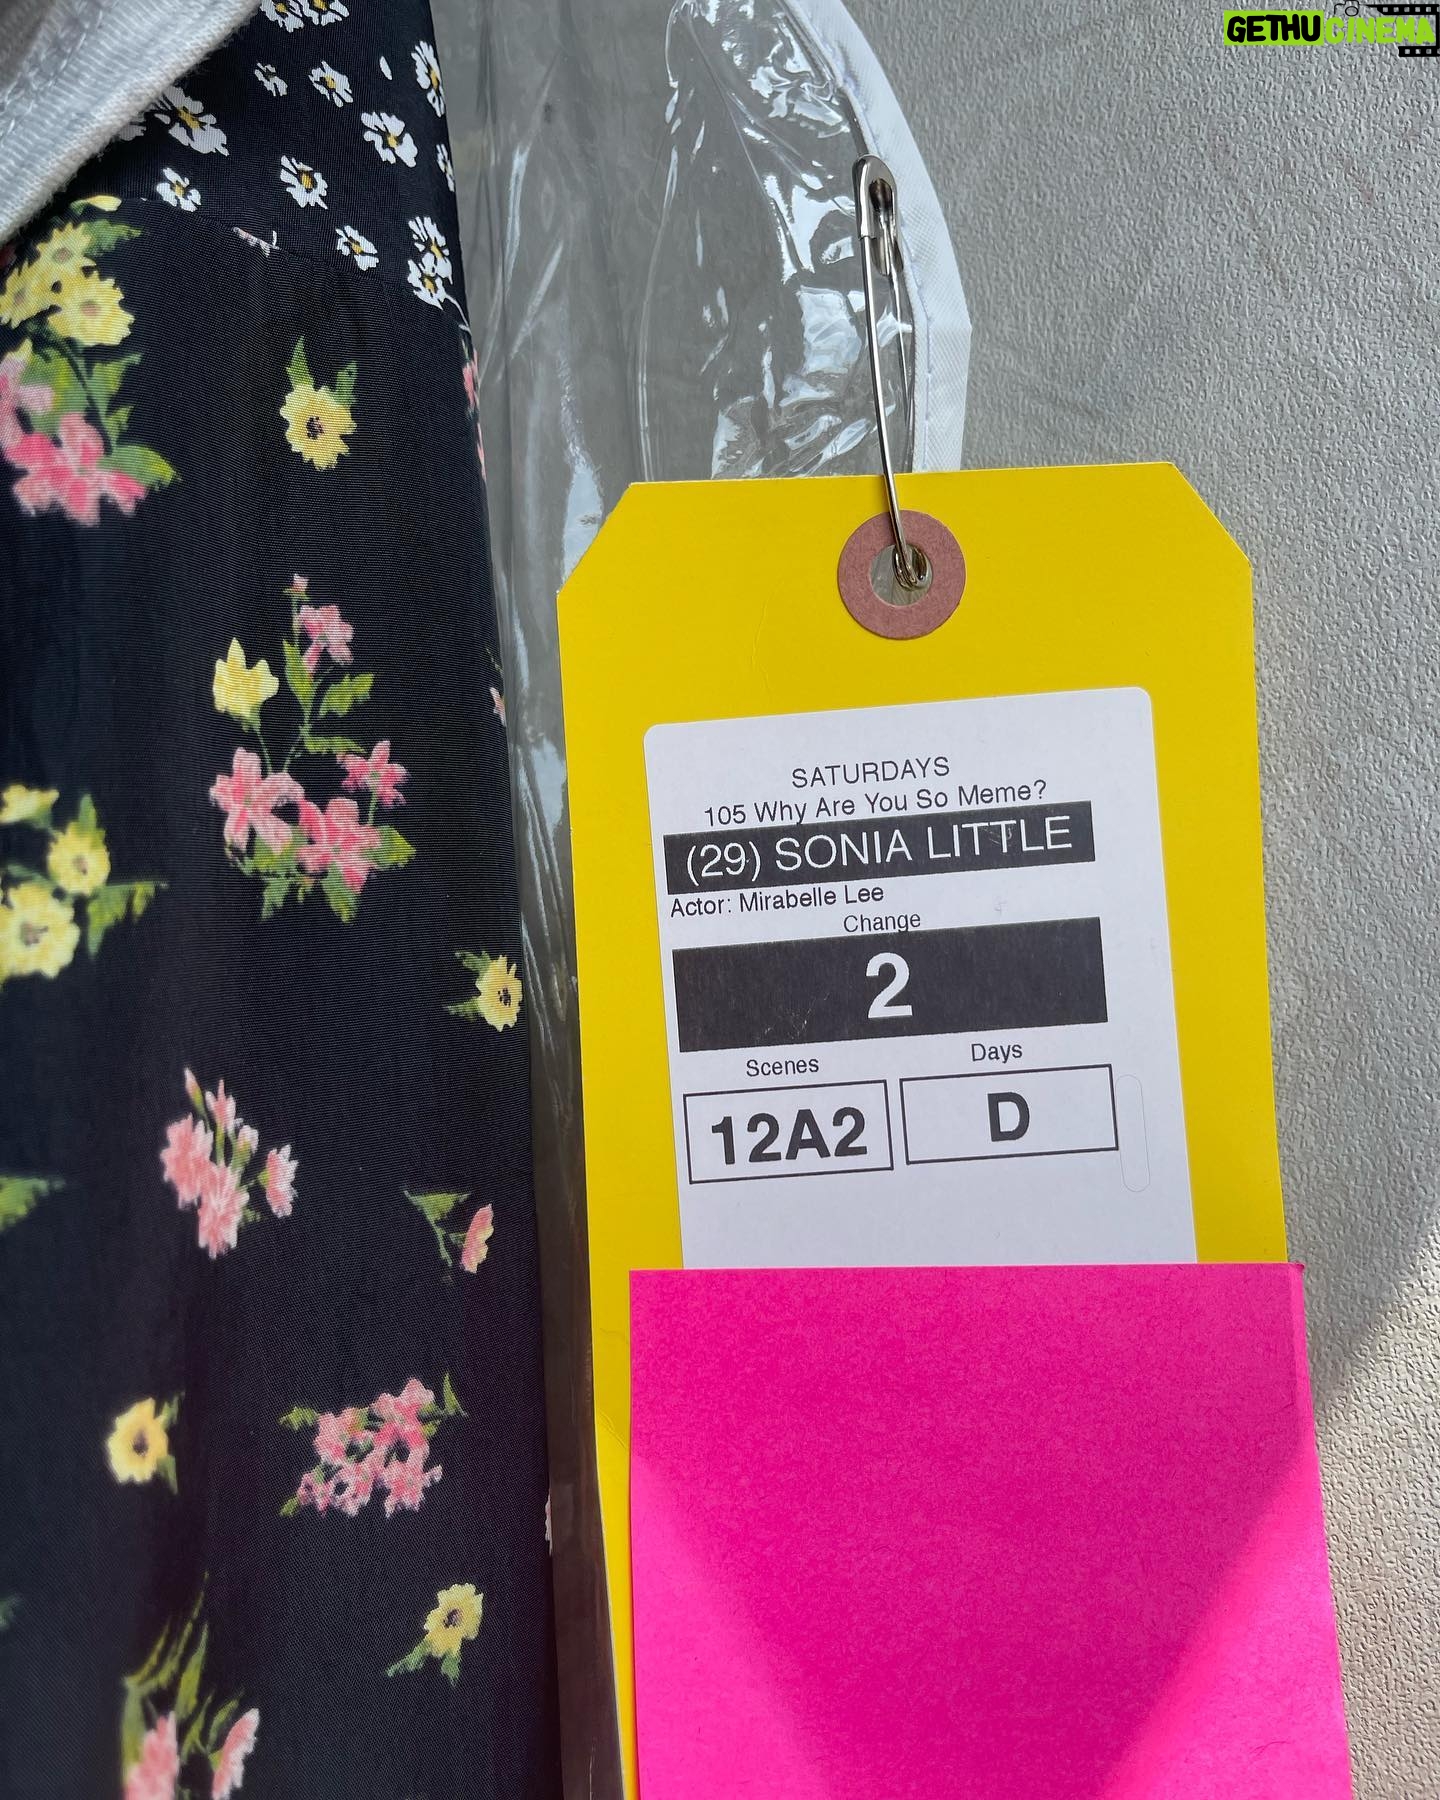 GETHUCINEMA
SATURDAYS
105 Why Are You So Meme?
(29) SONIA LITTLE
Actor: Mirabelle Lee
Change
2
Scenes Days
12A2 D